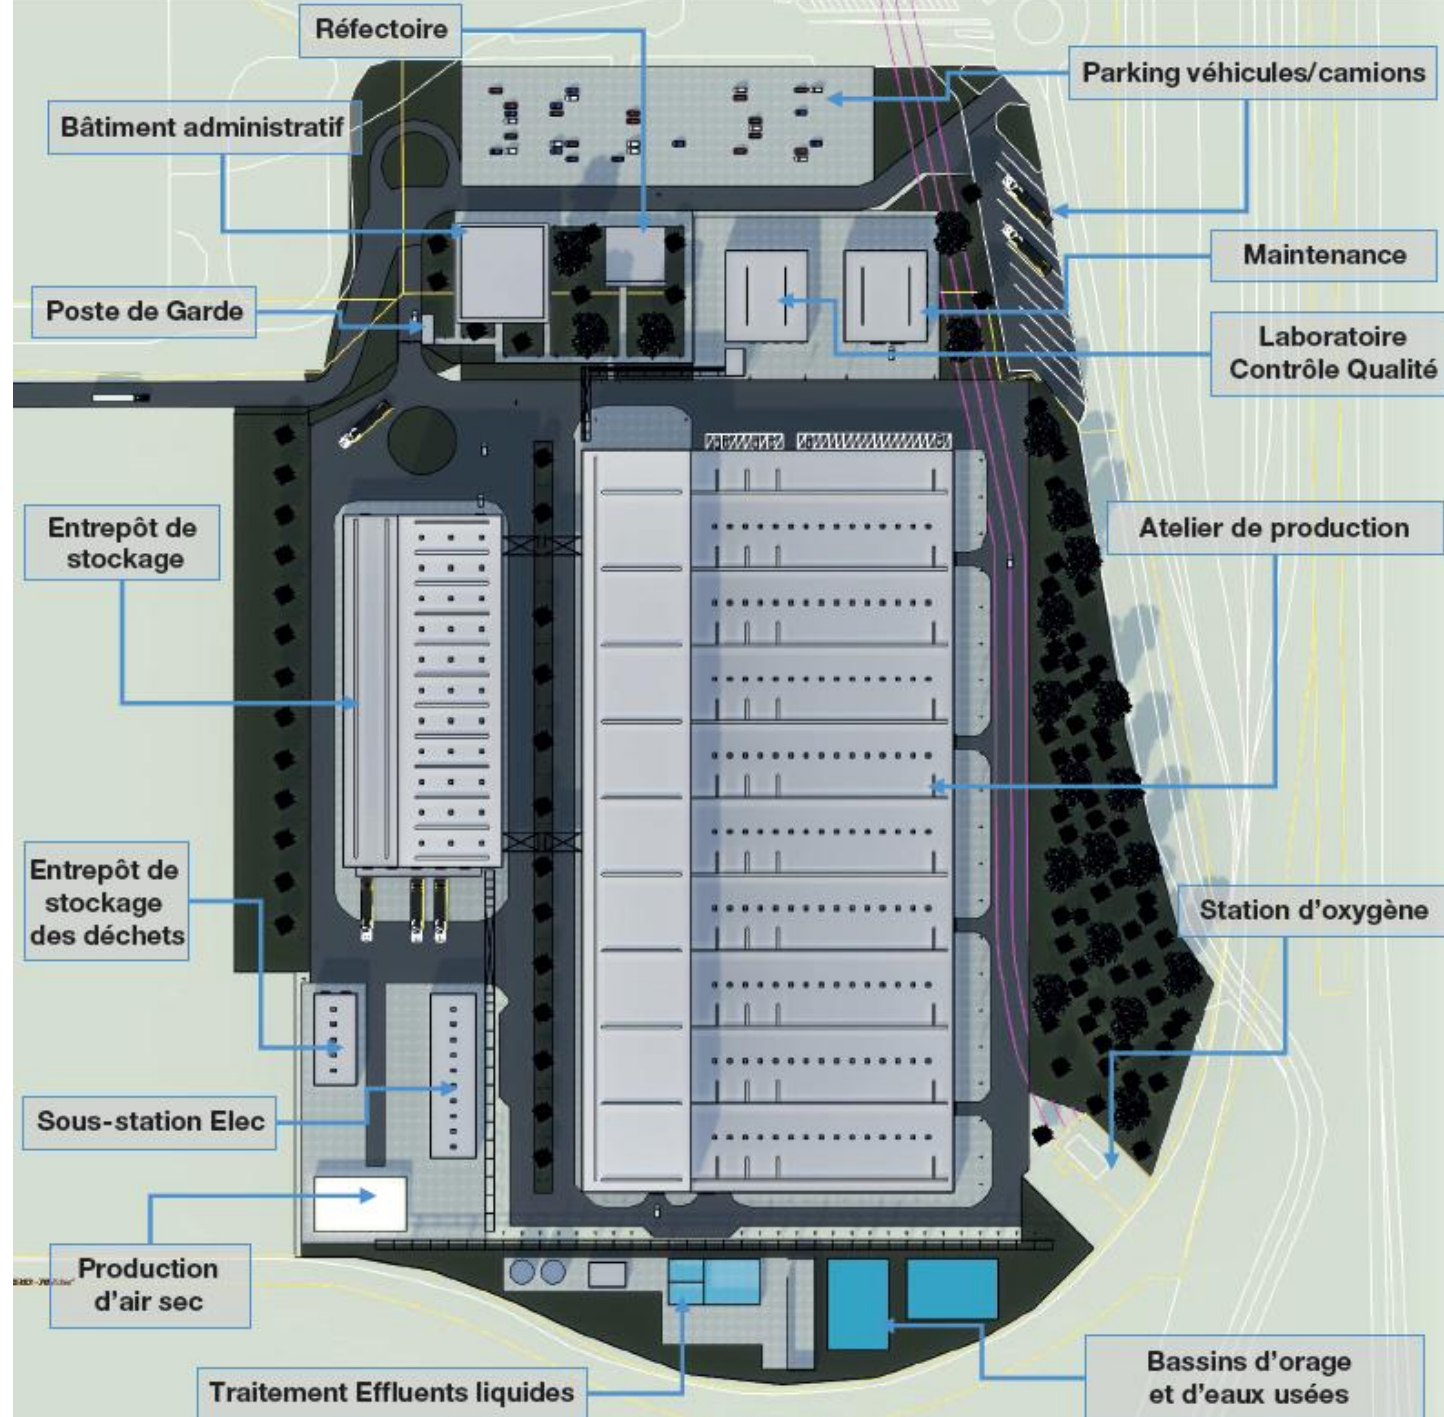 Réfectoire
Parking véhicules/camions
Bâtiment administratif
Maintenance
Poste de Garde
Laboratoire
Contrôle Qualité
Entrepôt de
stockage
Atelier de production
Entrepôt de
stockage
des déchets
Station d'oxygène
Sous-station Elec
Production
d'air sec
Bassins d'orage
et d'eaux usées
Traitement Effluents liquides